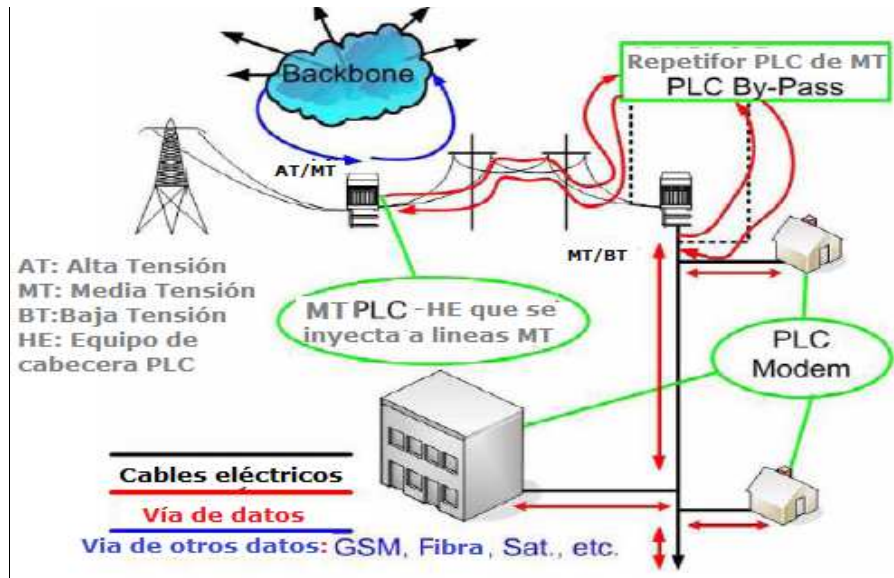 Backbone
Repetifor PLC de MT
PLC By-Pass
AT/MT
MT/BT
AT: Alta Tensión
MT: Media Tensión
BT:Baja Tensión
HE: Equipo de
cabecera PLC
MT PLC -HE que se
inyecta a lineas MT
PLC
Modem
Cables eléctricos
Vía de datos
Via de otros datos: GSM, Fibra, Sat., etc.